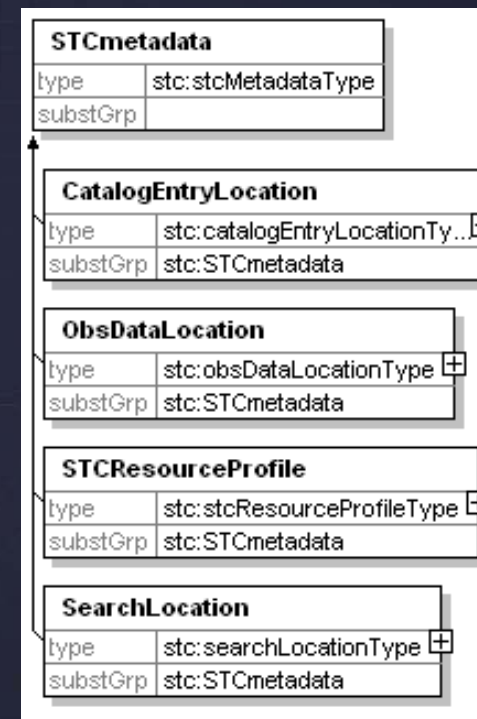 STCmetadata
type stc:stcMetadataType
substGrp
CatalogEntryLocation
type stc:catalogEntryLocationTy...
substGrp stc:STCmetadata
ObsDataLocation
type stc:obsDataLocationType
substGrp stc:STCmetadata
STCResourceProfile
type stc:stcResourceProfileType
substGrp stc:STCmetadata
SearchLocation
type stc:searchLocationType
substGrp stc:STCmetadata